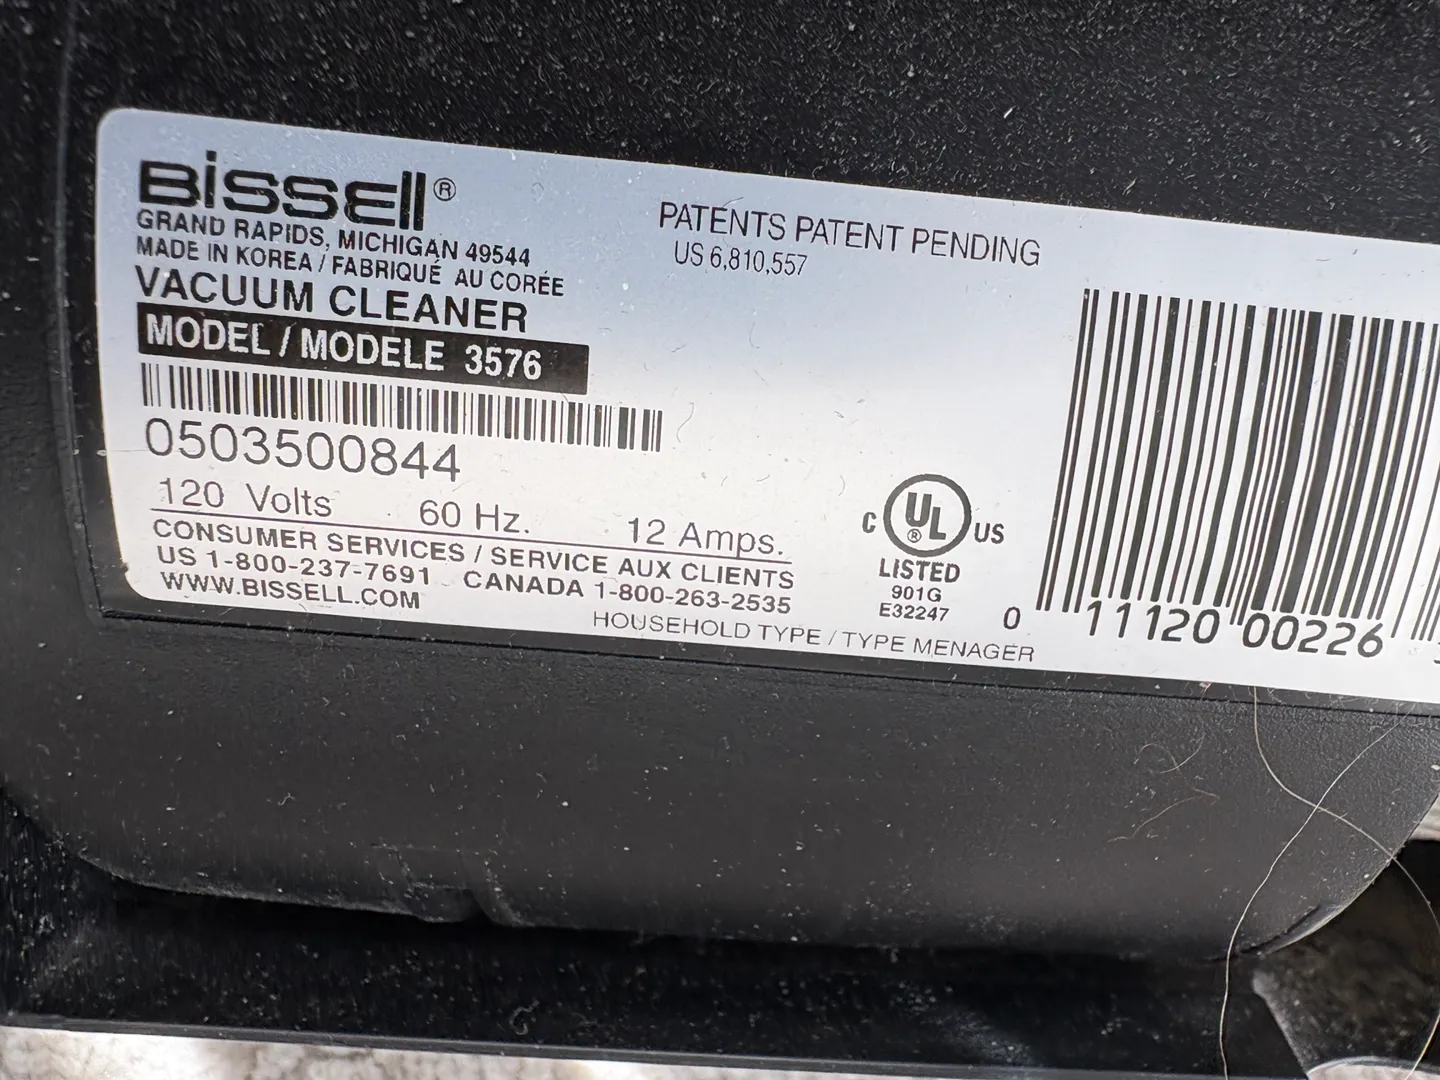 BISSELL®
GRAND RAPIDS, MICHIGAN 49544
MADE IN KOREA / FABRIQUÉ AU CORÉE
VACUUM CLEANER
MODEL / MODELE 3576
0503500844
120 Volts 60 Hz. 12 Amps.
CONSUMER SERVICES / SERVICE AUX CLIENTS
US 1-800-237-7691 CANADA 1-800-263-2535
WWW.BISSELL.COM
HOUSEHOLD TYPE / TYPE MENAGER
PATENTS PATENT PENDING
US 6,810,557
C UL® US
LISTED
901G
E32247
0 11120 00226